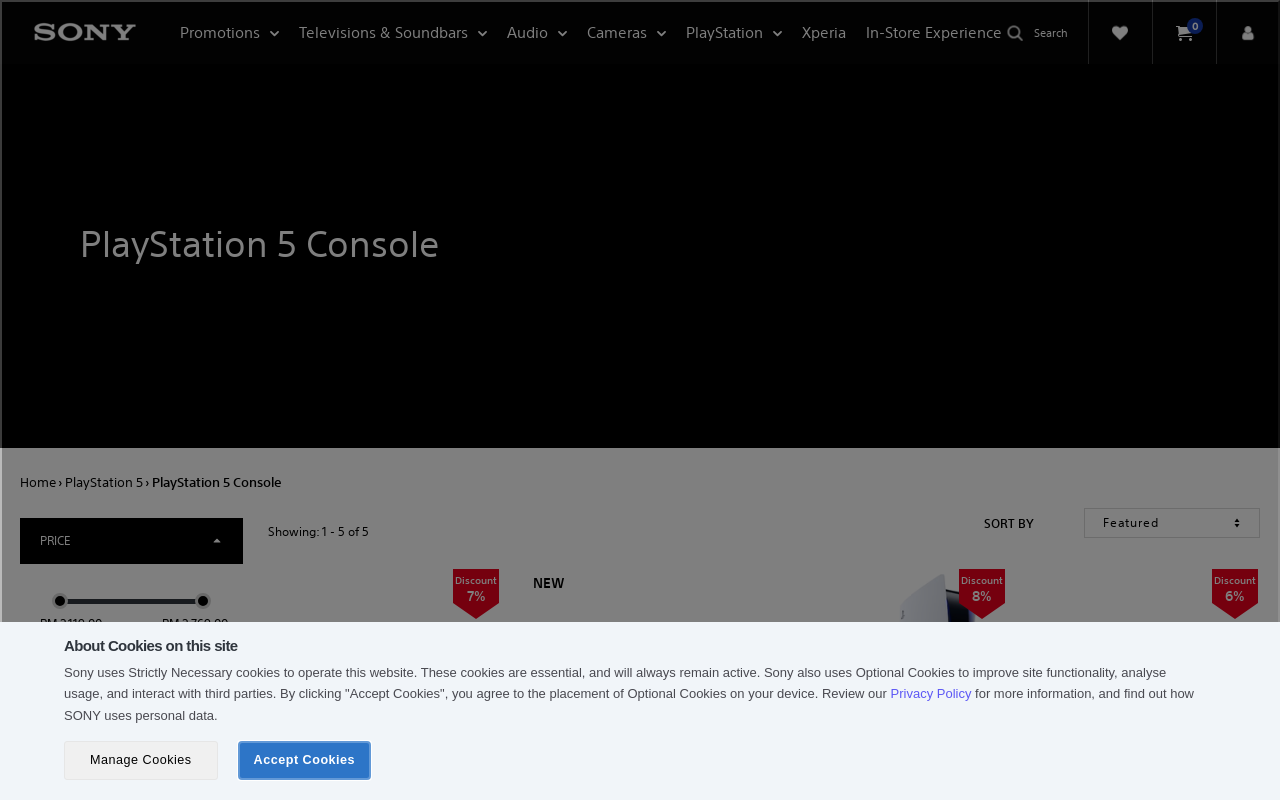 SONY
Promotions
Televisions & Soundbars
Audio
Cameras
PlayStation
Xperia
In-Store Experience
Search
0
PlayStation 5 Console
Home › PlayStation 5 › PlayStation 5 Console
PRICE
Showing: 1 - 5 of 5
SORT BY
Featured
Discount
7%
NEW
Discount
8%
Discount
6%
About Cookies on this site
Sony uses Strictly Necessary cookies to operate this website. These cookies are essential, and will always remain active. Sony also uses Optional Cookies to improve site functionality, analyse
usage, and interact with third parties. By clicking "Accept Cookies", you agree to the placement of Optional Cookies on your device. Review our Privacy Policy for more information, and find out how
SONY uses personal data.
Manage Cookies
Accept Cookies